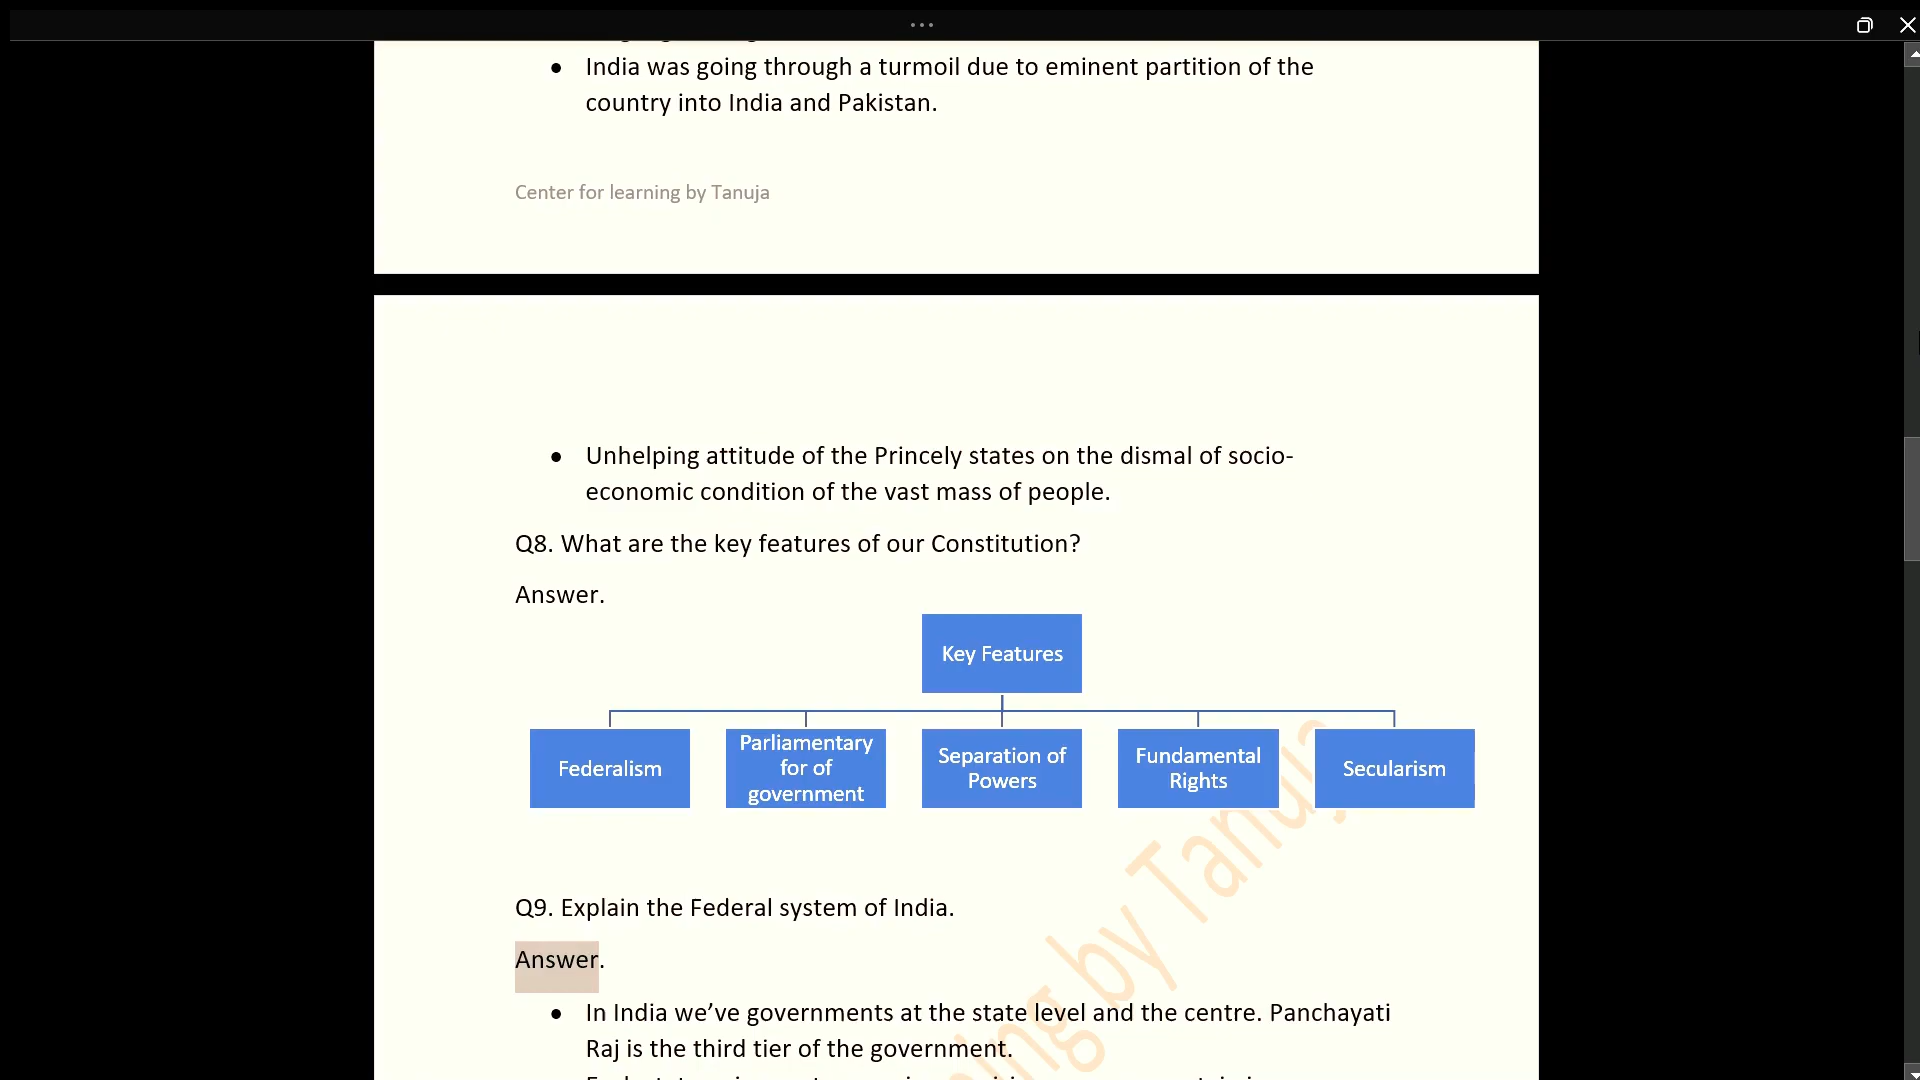 India was going through a turmoil due to eminent partition of the
country into India and Pakistan.
Center for learning by Tanuja
Unhelping attitude of the Princely states on the dismal of socio-
economic condition of the vast mass of people.
Q8. What are the key features of our Constitution?
Answer.
Key Features
Federalism
Parliamentary
for of
government
Separation of
Powers
Fundamental
Rights
Secularism
Q9. Explain the Federal system of India.
Answer.
In India we’ve governments at the state level and the centre. Panchayati
Raj is the third tier of the government.
by Tanuja